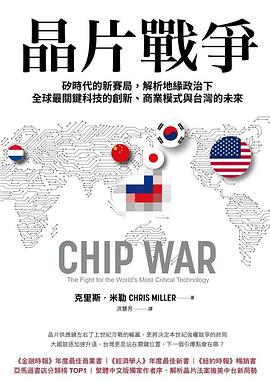 晶片戰爭
矽時代的新賽局，解析地緣政治下
全球最關鍵科技的創新、商業模式與台灣的未來
CHIP WAR
The Fight for the World's Most Critical Technology
克里斯・米勒 CHRIS MILLER 著
洪慧芳 譯
晶片供應鏈左右了上世紀冷戰的輸贏，更將決定本世紀強權競爭的終局
大國競逐加速升溫，台灣更是站在關鍵位置，下一個引爆點會在哪？
《金融時報》年度最佳商業書｜《經濟學人》年度最佳新書｜《紐約時報》暢銷書
亞馬遜書店分類榜 TOP1｜繁體中文版獨家作者序，解析晶片法案後美中台新局勢